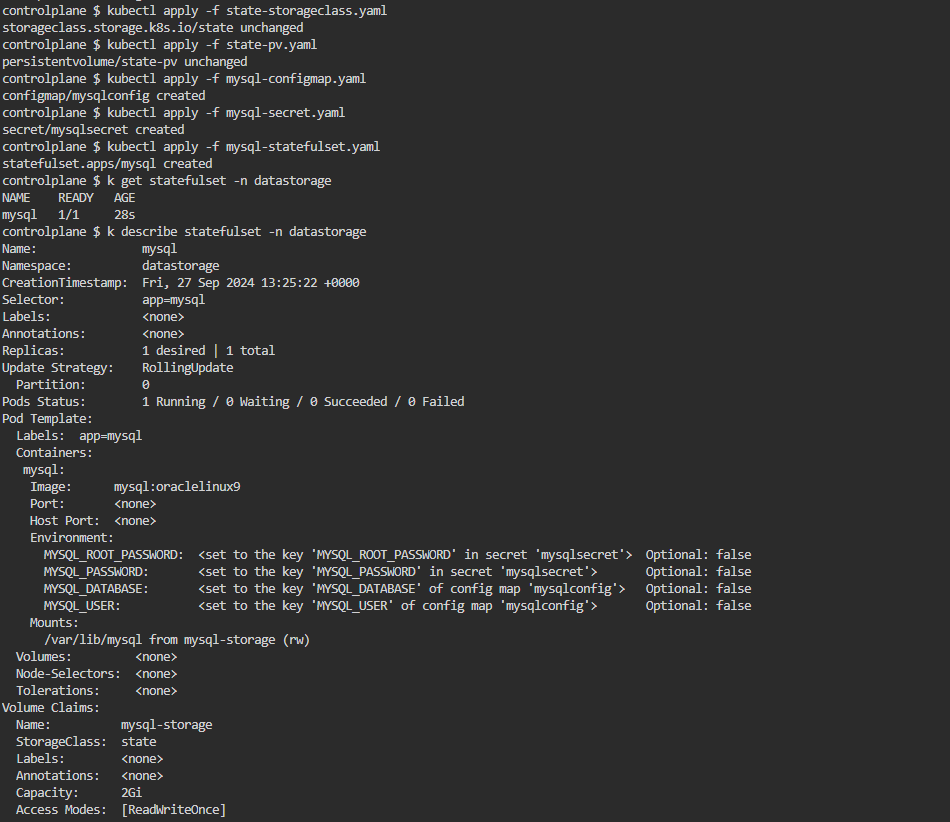 controlplane $ kubectl apply -f state-storageclass.yaml
storageclass.storage.k8s.io/state unchanged
controlplane $ kubectl apply -f state-pv.yaml
persistentvolume/state-pv unchanged
controlplane $ kubectl apply -f mysql-configmap.yaml
configmap/mysqlconfig created
controlplane $ kubectl apply -f mysql-secret.yaml
secret/mysqlsecret created
controlplane $ kubectl apply -f mysql-statefulset.yaml
statefulset.apps/mysql created
controlplane $ k get statefulset -n datastorage
NAME    READY   AGE
mysql   1/1     28s
controlplane $ k describe statefulset -n datastorage
Name:               mysql
Namespace:          datastorage
CreationTimestamp:  Fri, 27 Sep 2024 13:25:22 +0000
Selector:           app=mysql
Labels:             <none>
Annotations:        <none>
Replicas:           1 desired | 1 total
Update Strategy:    RollingUpdate
  Partition:        0
Pods Status:        1 Running / 0 Waiting / 0 Succeeded / 0 Failed
Pod Template:
  Labels:  app=mysql
  Containers:
   mysql:
    Image:      mysql:oraclelinux9
    Port:       <none>
    Host Port:  <none>
    Environment:
      MYSQL_ROOT_PASSWORD:  <set to the key 'MYSQL_ROOT_PASSWORD' in secret 'mysqlsecret'>  Optional: false
      MYSQL_PASSWORD:       <set to the key 'MYSQL_PASSWORD' in secret 'mysqlsecret'>       Optional: false
      MYSQL_DATABASE:       <set to the key 'MYSQL_DATABASE' of config map 'mysqlconfig'>   Optional: false
      MYSQL_USER:           <set to the key 'MYSQL_USER' of config map 'mysqlconfig'>       Optional: false
    Mounts:
      /var/lib/mysql from mysql-storage (rw)
  Volumes:         <none>
  Node-Selectors:  <none>
  Tolerations:     <none>
Volume Claims:
  Name:          mysql-storage
  StorageClass:  state
  Labels:        <none>
  Annotations:   <none>
  Capacity:      2Gi
  Access Modes:  [ReadWriteOnce]